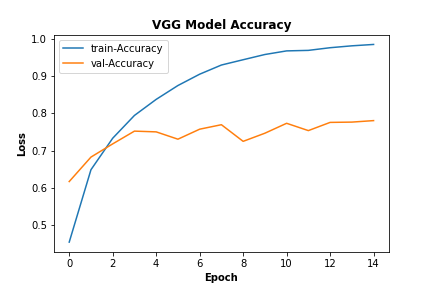 VGG Model Accuracy
train-Accuracy
val-Accuracy
Loss
1.0
0.9
0.8
0.7
0.6
0.5
0 2 4 6 8 10 12 14
Epoch